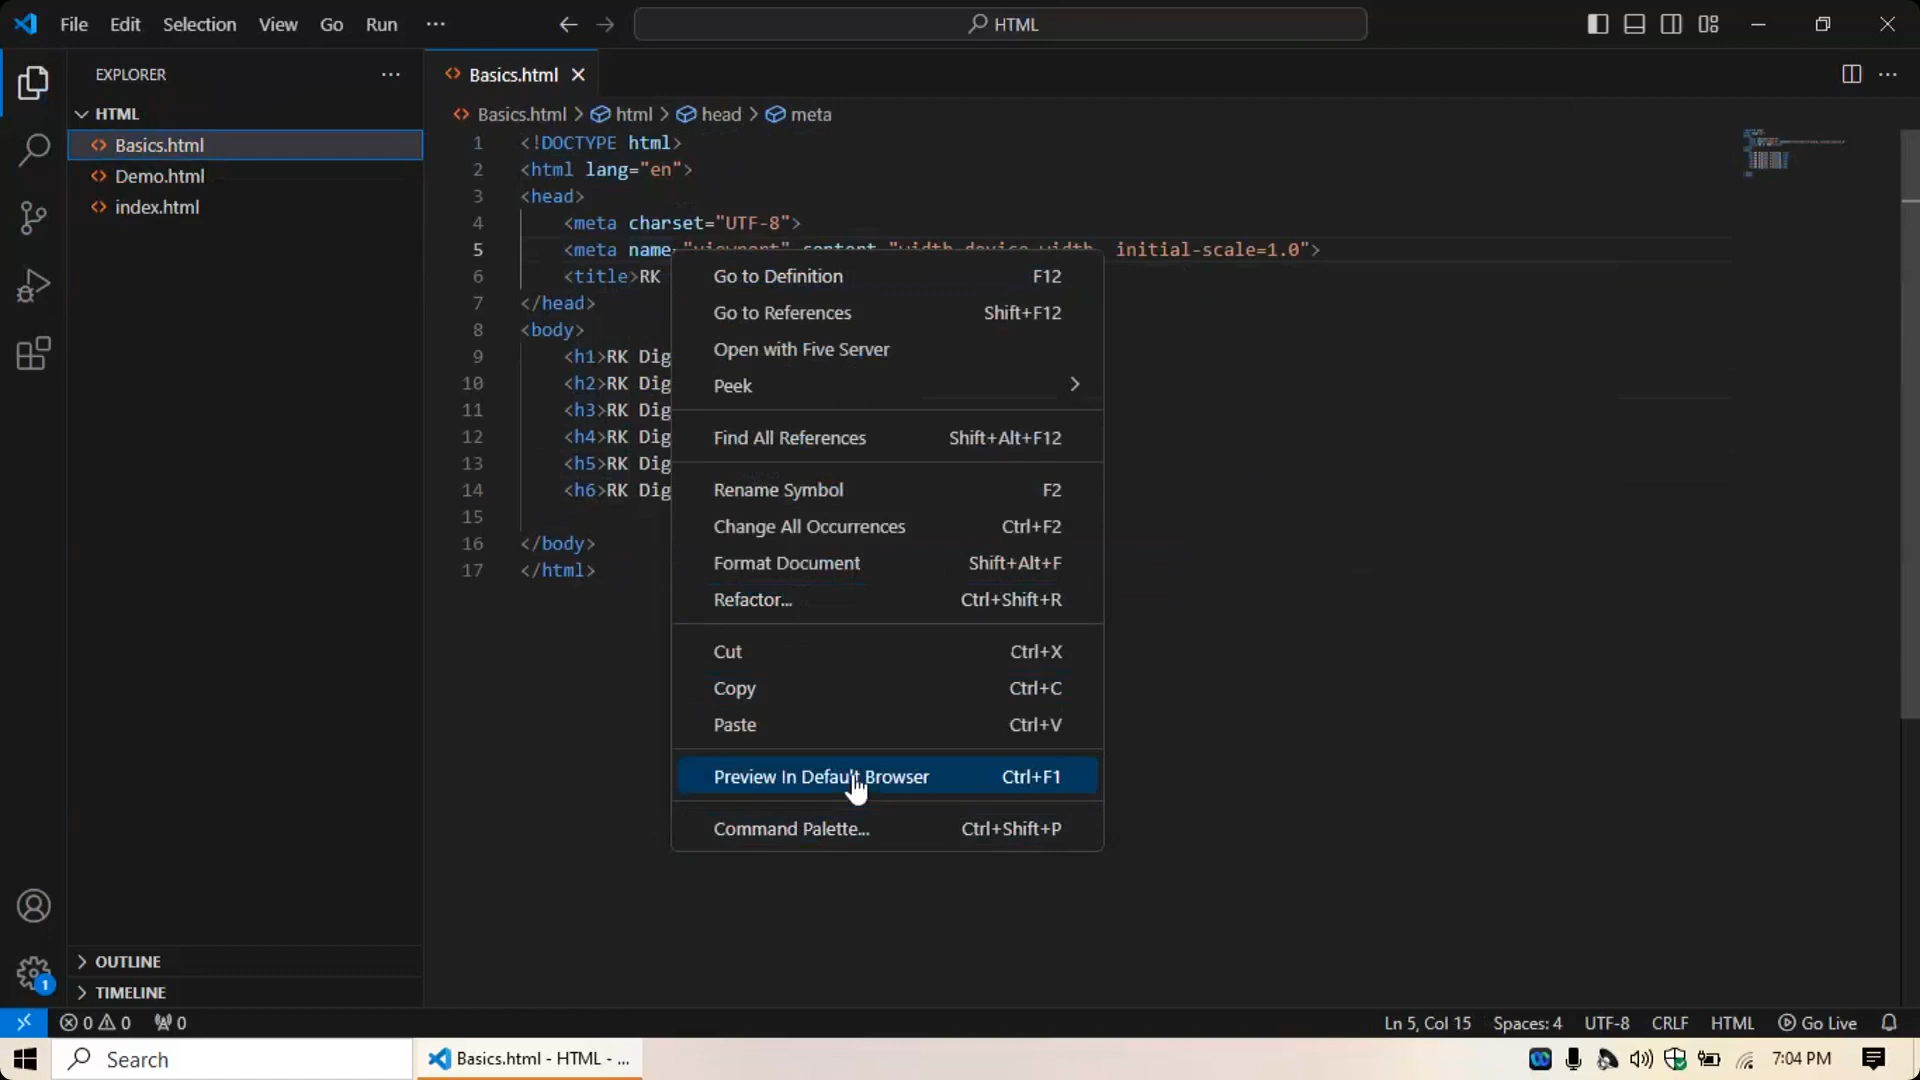 File Edit Selection View Go Run ··· HTML
EXPLORER ···
HTML
Basics.html
Demo.html
index.html
OUTLINE
TIMELINE
1
Basics.html
Basics.html > html > head > meta
1 <!DOCTYPE html>
2 <html lang="en">
3 <head>
4 <meta charset="UTF-8">
5 <meta name="viewport" content="width=device-width, initial-scale=1.0">
6 <title>RK
7 </head>
8 <body>
9 <h1>RK Dig
10 <h2>RK Dig
11 <h3>RK Dig
12 <h4>RK Dig
13 <h5>RK Dig
14 <h6>RK Dig
15
16 </body>
17 </html>
Go to Definition F12
Go to References Shift+F12
Open with Five Server
Peek
Find All References Shift+Alt+F12
Rename Symbol F2
Change All Occurrences Ctrl+F2
Format Document Shift+Alt+F
Refactor... Ctrl+Shift+R
Cut Ctrl+X
Copy Ctrl+C
Paste Ctrl+V
Preview In Default Browser Ctrl+F1
Command Palette... Ctrl+Shift+P
0 0 0 Ln 5, Col 15 Spaces: 4 UTF-8 CRLF HTML Go Live
Search Basics.html - HTML - ... 7:04 PM